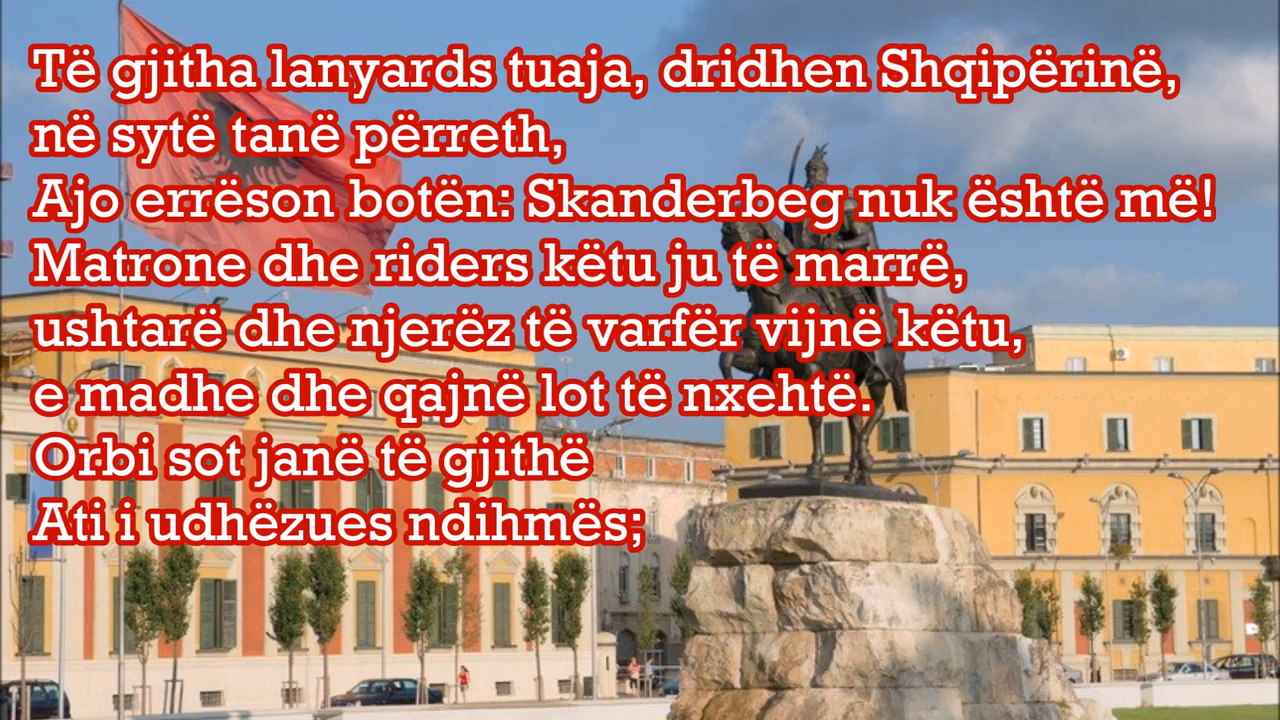 Të gjitha lanyards tuaja, dridhen Shqipërinë,
në sytë tanë përreth,
Ajo errëson botën: Skanderbeg nuk është më!
Matrone dhe riders këtu ju të marrë,
ushtarë dhe njerëz të varfër vijnë këtu,
e madhe dhe qajnë lot të nxehtë.
Orbi sot janë të gjithë
Ati i udhëzues ndihmës;